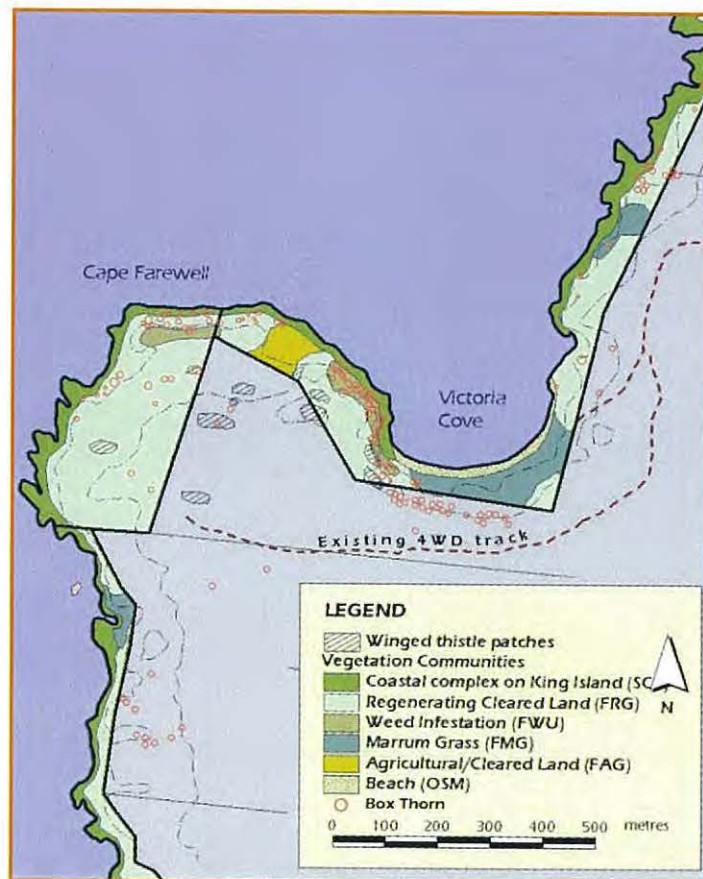 Cape Farewell
Victoria
Cove
Existing 4WD track
LEGEND
Winged thistle patches
Vegetation Communities
Coastal complex on King Island
Regenerating Cleared Land (FRG)
Weed Infestation (FWU)
Marrum Grass (FMG)
Agricultural/Cleared Land (FAG)
Beach (OSM)
Box Thorn
N
0 100 200 300 400 500 metres